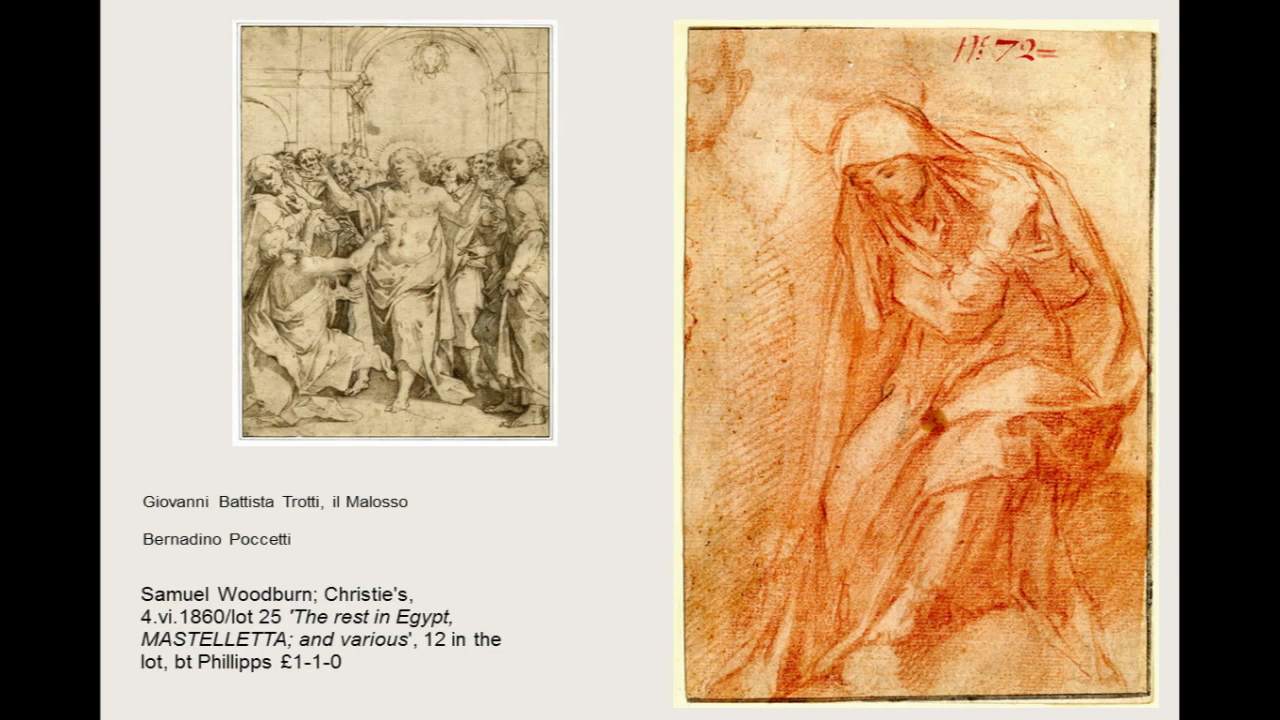 Nº 72=
Giovanni Battista Trotti, il Malosso
Bernadino Poccetti
Samuel Woodburn; Christie's,
4.vi.1860/lot 25 'The rest in Egypt,
MASTELLETTA; and various', 12 in the
lot, bt Phillipps £1-1-0